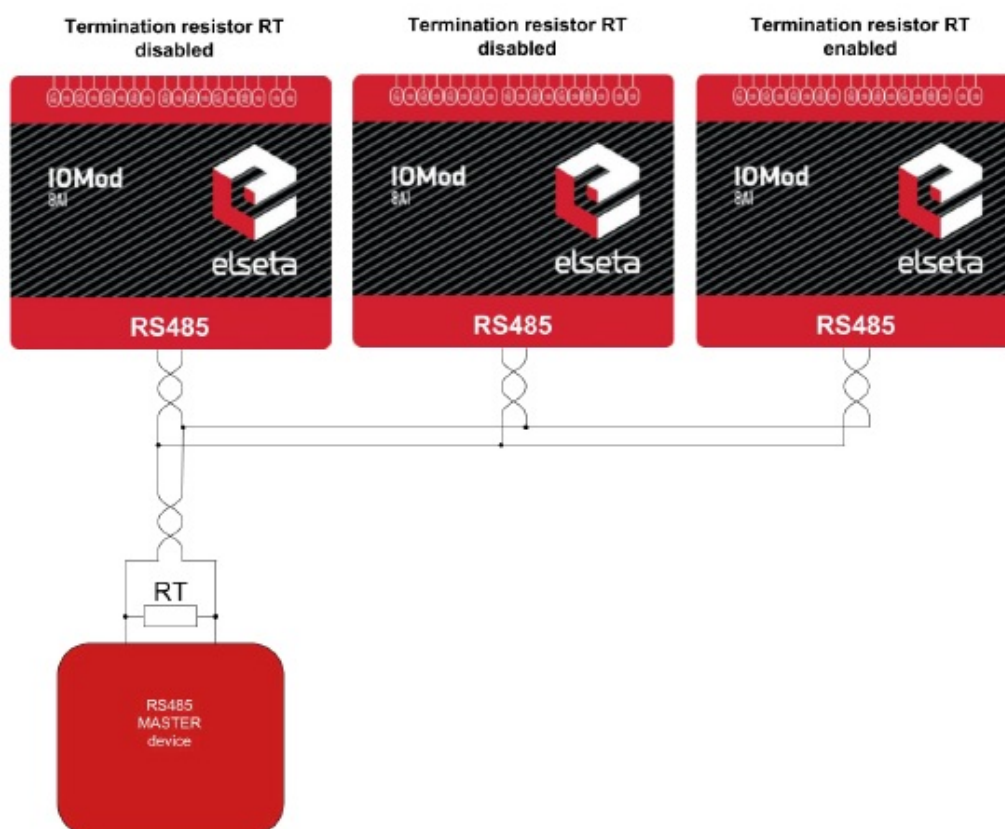 Termination resistor RT
disabled
Termination resistor RT
disabled
Termination resistor RT
enabled
IOMod
8AI
elseta
RS485
IOMod
8AI
elseta
RS485
IOMod
8AI
elseta
RS485
RT
RS485
MASTER
device